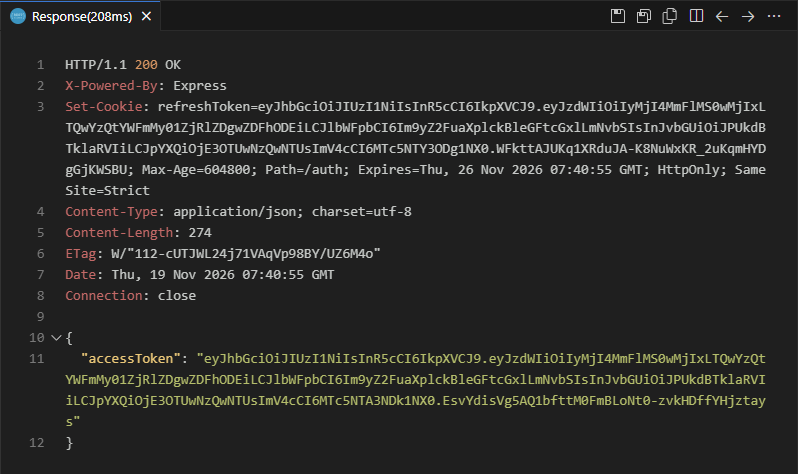 Response(208ms)
1 HTTP/1.1 200 OK
2 X-Powered-By: Express
3 Set-Cookie: refreshToken=eyJhbGciOiJIUzI1NiIsInR5cCI6IkpXVCJ9.eyJzdWIiOiIyMjI4MmFlMS0wMjIxL
TQwYzQtYWFmMy01ZjRlZDgwZDFhODEiLCJlbWFpbCI6Im9yZ2FuaXplckBleGFtcGxlLmNvbSIsInJvbGUiOiJPUkdB
TklaRVIiLCJpYXQiOjE3OTUwNzQwNTUsImV4cCI6MTc5NTY3ODg1NX0.WFkttAJUKq1XRduJA-K8NuWxKR_2uKqmHYD
gGjKWSBU; Max-Age=604800; Path=/auth; Expires=Thu, 26 Nov 2026 07:40:55 GMT; HttpOnly; Same
Site=Strict
4 Content-Type: application/json; charset=utf-8
5 Content-Length: 274
6 ETag: W/"112-cUTJWL24j71VAqVp98BY/UZ6M4o"
7 Date: Thu, 19 Nov 2026 07:40:55 GMT
8 Connection: close
9
10 {
11 "accessToken": "eyJhbGciOiJIUzI1NiIsInR5cCI6IkpXVCJ9.eyJzdWIiOiIyMjI4MmFlMS0wMjIxLTQwYzQt
YWFmMy01ZjRlZDgwZDFhODEiLCJlbWFpbCI6Im9yZ2FuaXplckBleGFtcGxlLmNvbSIsInJvbGUiOiJPUkdBTklaRVI
iLCJpYXQiOjE3OTUwNzQwNTUsImV4cCI6MTc5NTA3NDk1NX0.EsvYdisVg5AQ1bfttM0FmBLoNt0-zvkHDffYHjztay
s"
12 }